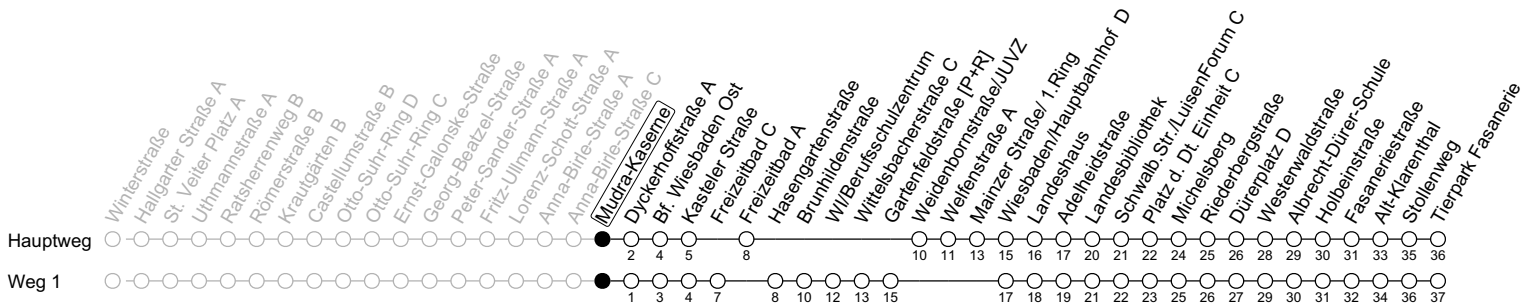 Winterstraße
Hallgarter Straße A
St. Veiter Platz A
Uthmannstraße A
Ratsherrenweg B
Römerstraße B
Krautgärten B
Castellumstraße B
Otto-Suhr-Ring D
Otto-Suhr-Ring C
Ernst-Galonske-Straße
Georg-Beatzel-Straße
Peter-Sander-Straße A
Fritz-Ullmann-Straße A
Lorenz-Schott-Straße A
Anna-Birle-Straße A
Anna-Birle-Straße C
Mudra-Kaserne
Dyckerhoffstraße A
Bf. Wiesbaden Ost
Kasteler Straße
Freizeitbad C
Freizeitbad A
Hasengartenstraße
Brunhildenstraße
WI/Berufsschulzentrum
Wittelsbacherstraße C
Gartenfeldstraße [P+R]
Weidenbornstraße/JUVZ
Welfenstraße A
Mainzer Straße/ 1.Ring
Wiesbaden/Hauptbahnhof D
Landeshaus
Adelheidstraße
Landesbibliothek
Schwalb.Str./LuisenForum C
Platz d. Dt. Einheit C
Michelsberg
Riederbergstraße
Dürerplatz D
Westerwaldstraße
Albrecht-Dürer-Schule
Holbeinstraße
Fasaneriestraße
Alt-Klarenthal
Stollenweg
Tierpark Fasanerie
Hauptweg
2 4 5 8 10 11 13 15 16 17 20 21 22 24 25 26 28 29 30 31 33 35 36
Weg 1
1 3 4 7 8 10 12 13 15 17 18 19 21 22 23 25 26 27 29 30 31 32 34 36 37